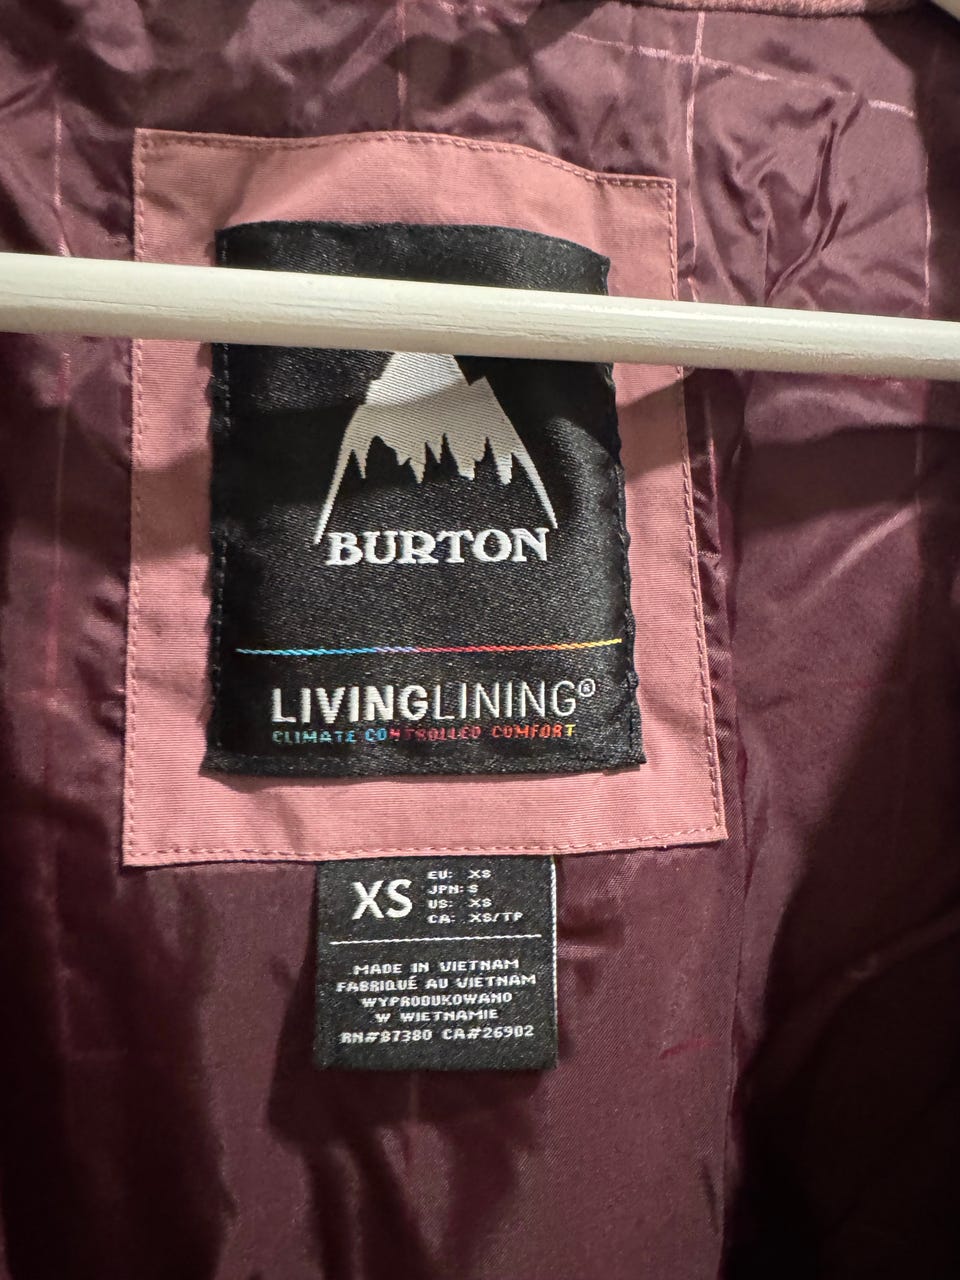 BURTON
LIVINGLINING®
CLIMATE CONTROLLED COMFORT
XS
EU: XS
JPN: S
US: XS
CA: XS/TP
MADE IN VIETNAM
FABRIQUÉ AU VIETNAM
WYPRODUKOWANO
W WIETNAMIE
RN#87380 CA#26902